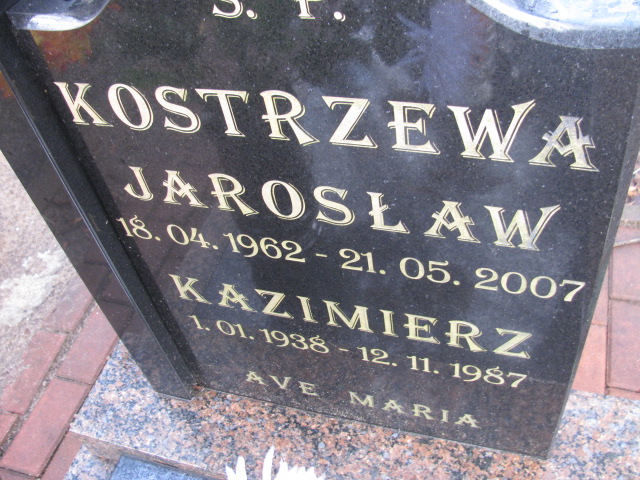 Ś. P.
KOSTRZEWA
JAROSŁAW
18. 04. 1962 - 21. 05. 2007
KAZIMIERZ
1. 01. 1938 - 12. 11. 1987
AVE MARIA